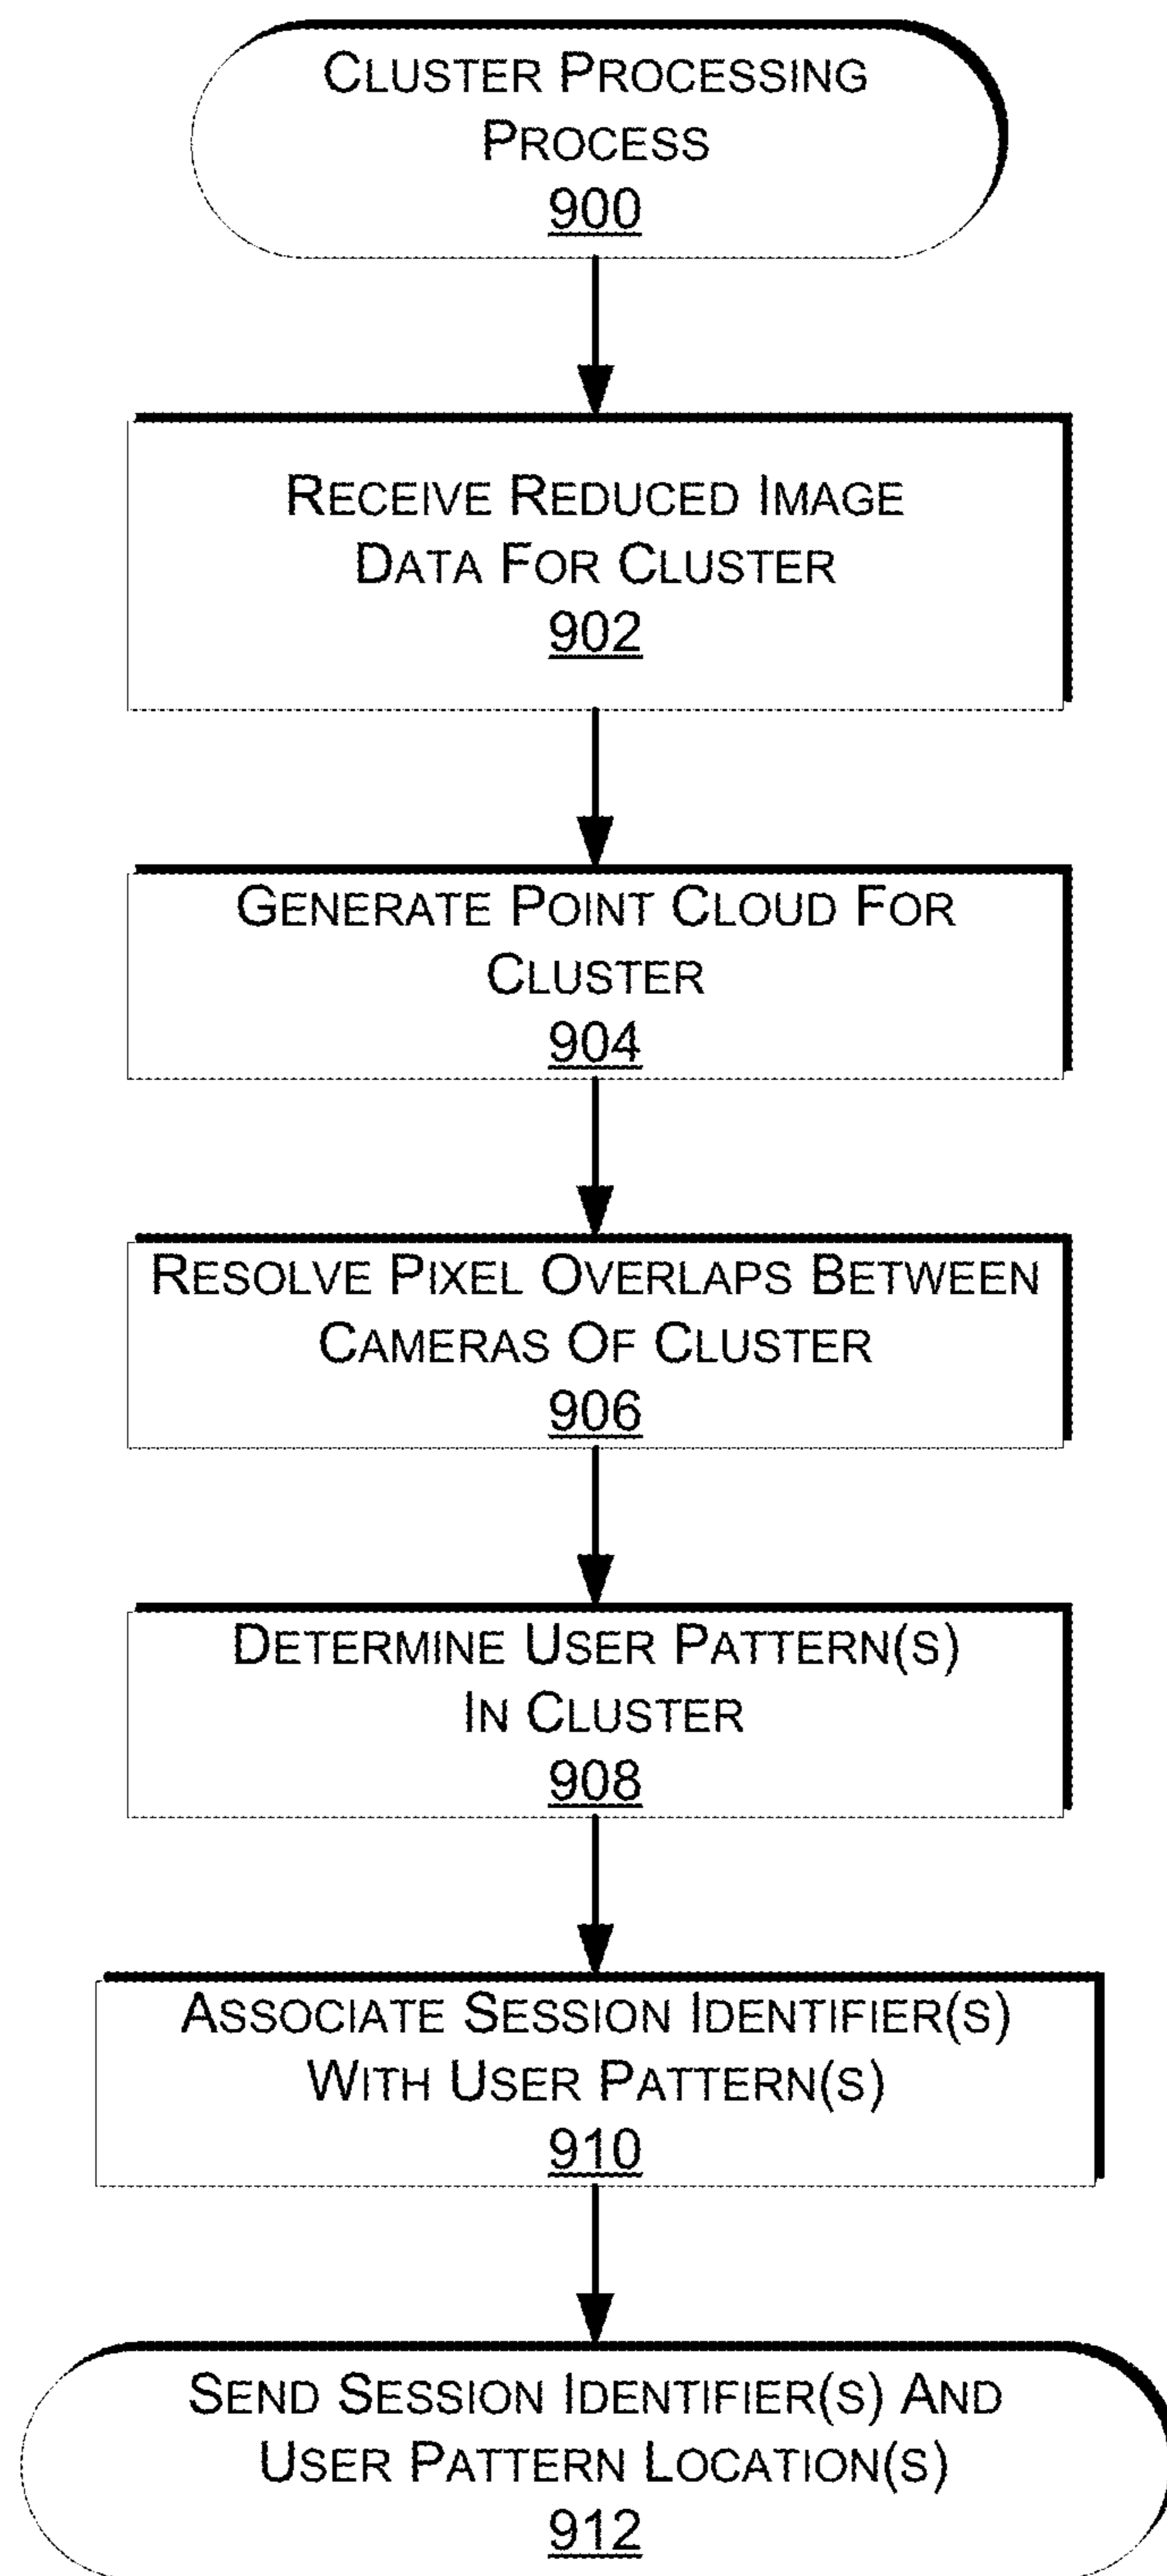 CLUSTER PROCESSING
PROCESS
900
RECEIVE REDUCED IMAGE
DATA FOR CLUSTER
902
GENERATE POINT CLOUD FOR
CLUSTER
904
RESOLVE PIXEL OVERLAPS BETWEEN
CAMERAS OF CLUSTER
906
DETERMINE USER PATTERN(S)
IN CLUSTER
908
ASSOCIATE SESSION IDENTIFIER(S)
WITH USER PATTERN(S)
910
SEND SESSION IDENTIFIER(S) AND
USER PATTERN LOCATION(S)
912